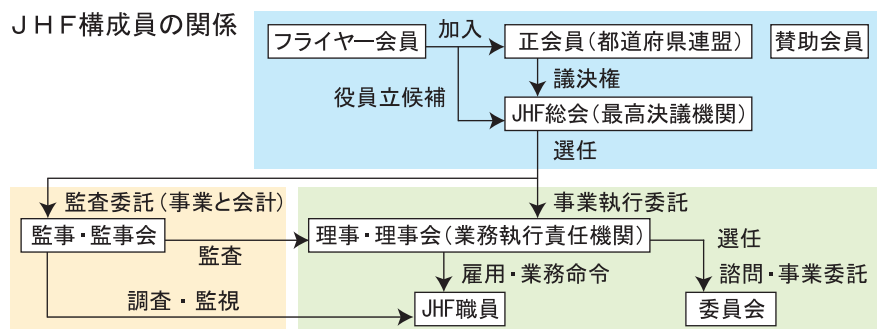 JHF構成員の関係
フライヤー会員
加入
正会員（都道府県連盟）
賛助会員
議決権
役員立候補
JHF総会（最高決議機関）
選任
監査委託（事業と会計）
事業執行委託
監事・監事会
監査
理事・理事会（業務執行責任機関）
選任
雇用・業務命令
諮問・事業委託
調査・監視
JHF職員
委員会